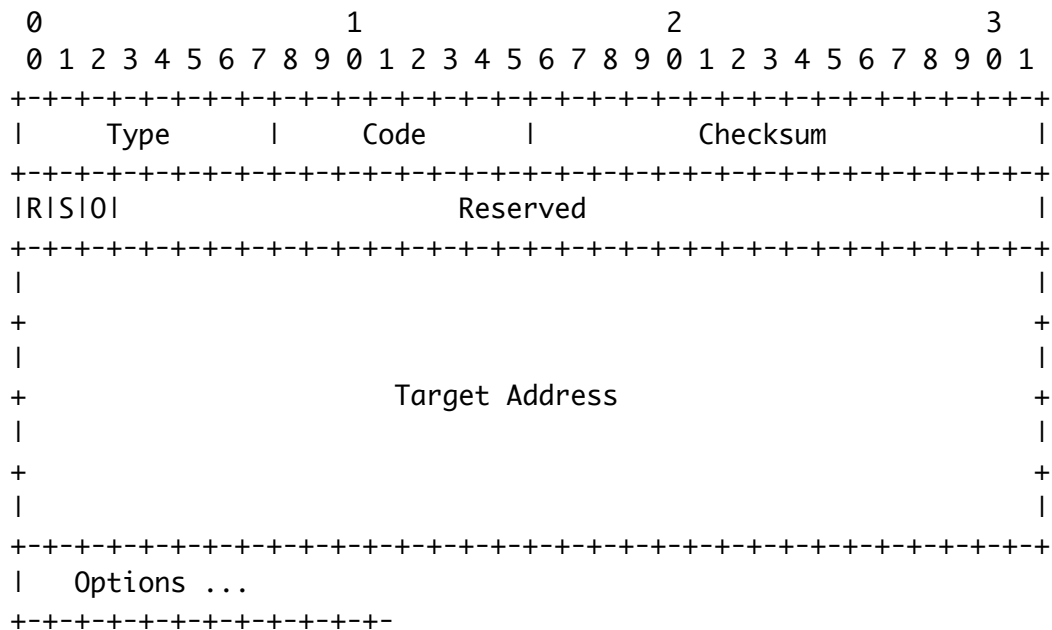 0                   1                   2                   3
 0 1 2 3 4 5 6 7 8 9 0 1 2 3 4 5 6 7 8 9 0 1 2 3 4 5 6 7 8 9 0 1
+-+-+-+-+-+-+-+-+-+-+-+-+-+-+-+-+-+-+-+-+-+-+-+-+-+-+-+-+-+-+-+-+
|     Type      |     Code      |          Checksum             |
+-+-+-+-+-+-+-+-+-+-+-+-+-+-+-+-+-+-+-+-+-+-+-+-+-+-+-+-+-+-+-+-+
|R|S|O|                     Reserved                            |
+-+-+-+-+-+-+-+-+-+-+-+-+-+-+-+-+-+-+-+-+-+-+-+-+-+-+-+-+-+-+-+-+
|                                                               |
+                                                               +
|                                                               |
+                       Target Address                          +
|                                                               |
+                                                               +
|                                                               |
+-+-+-+-+-+-+-+-+-+-+-+-+-+-+-+-+-+-+-+-+-+-+-+-+-+-+-+-+-+-+-+-+
|   Options ...
+-+-+-+-+-+-+-+-+-+-+-+-